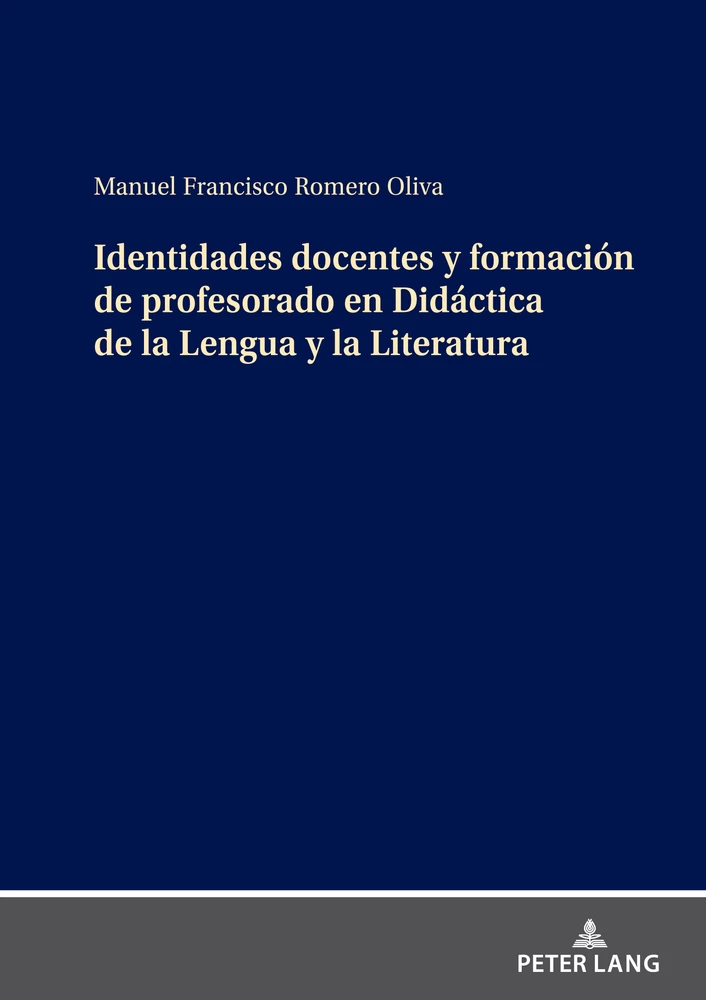 Manuel Francisco Romero Oliva
Identidades docentes y formación
de profesorado en Didáctica
de la Lengua y la Literatura
PETER LANG